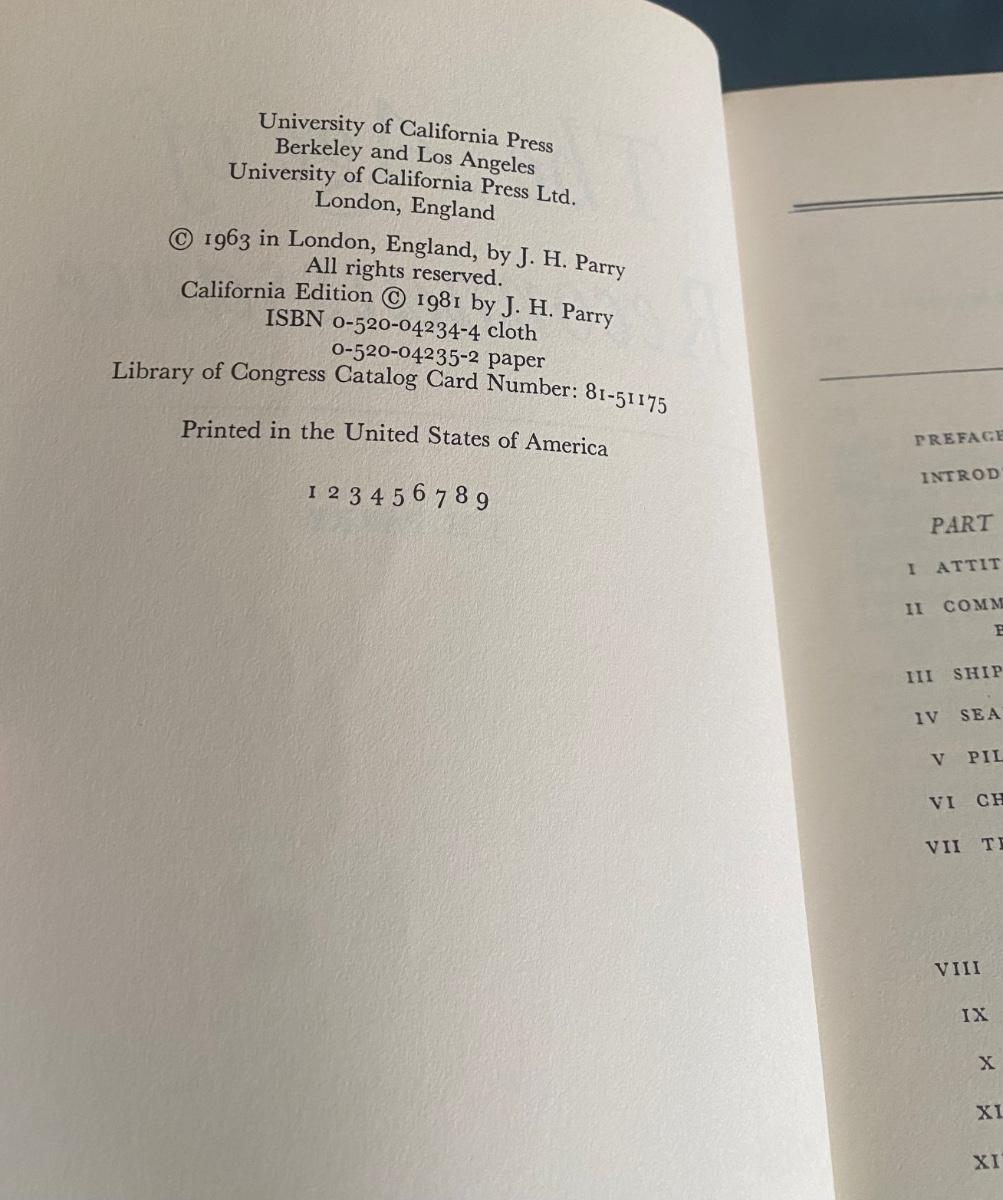 University of California Press
Berkeley and Los Angeles
University of California Press Ltd.
London, England
© 1963 in London, England, by J. H. Parry
All rights reserved.
California Edition © 1981 by J. H. Parry
ISBN 0-520-04234-4 cloth
0-520-04235-2 paper
Library of Congress Catalog Card Number: 81-51175
Printed in the United States of America
1 2 3 4 5 6 7 8 9
PREFACE
INTROD
PART
I ATTIT
II COMM
III SHIP
IV SEA
V PIL
VI CH
VII
VIII
IX
X